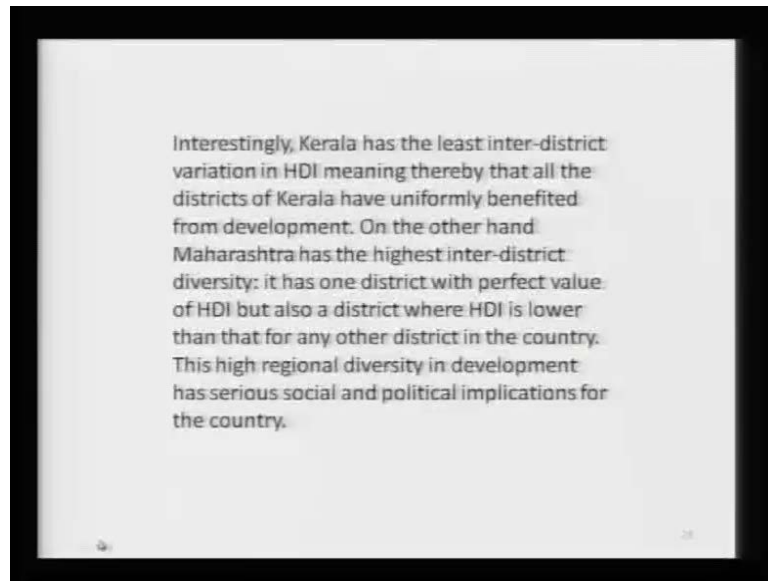 Interestingly, Kerala has the least inter-district
variation in HDI meaning thereby that all the
districts of Kerala have uniformly benefited
from development. On the other hand
Maharashtra has the highest inter-district
diversity: it has one district with perfect value
of HDI but also a district where HDI is lower
than that for any other district in the country.
This high regional diversity in development
has serious social and political implications for
the country.